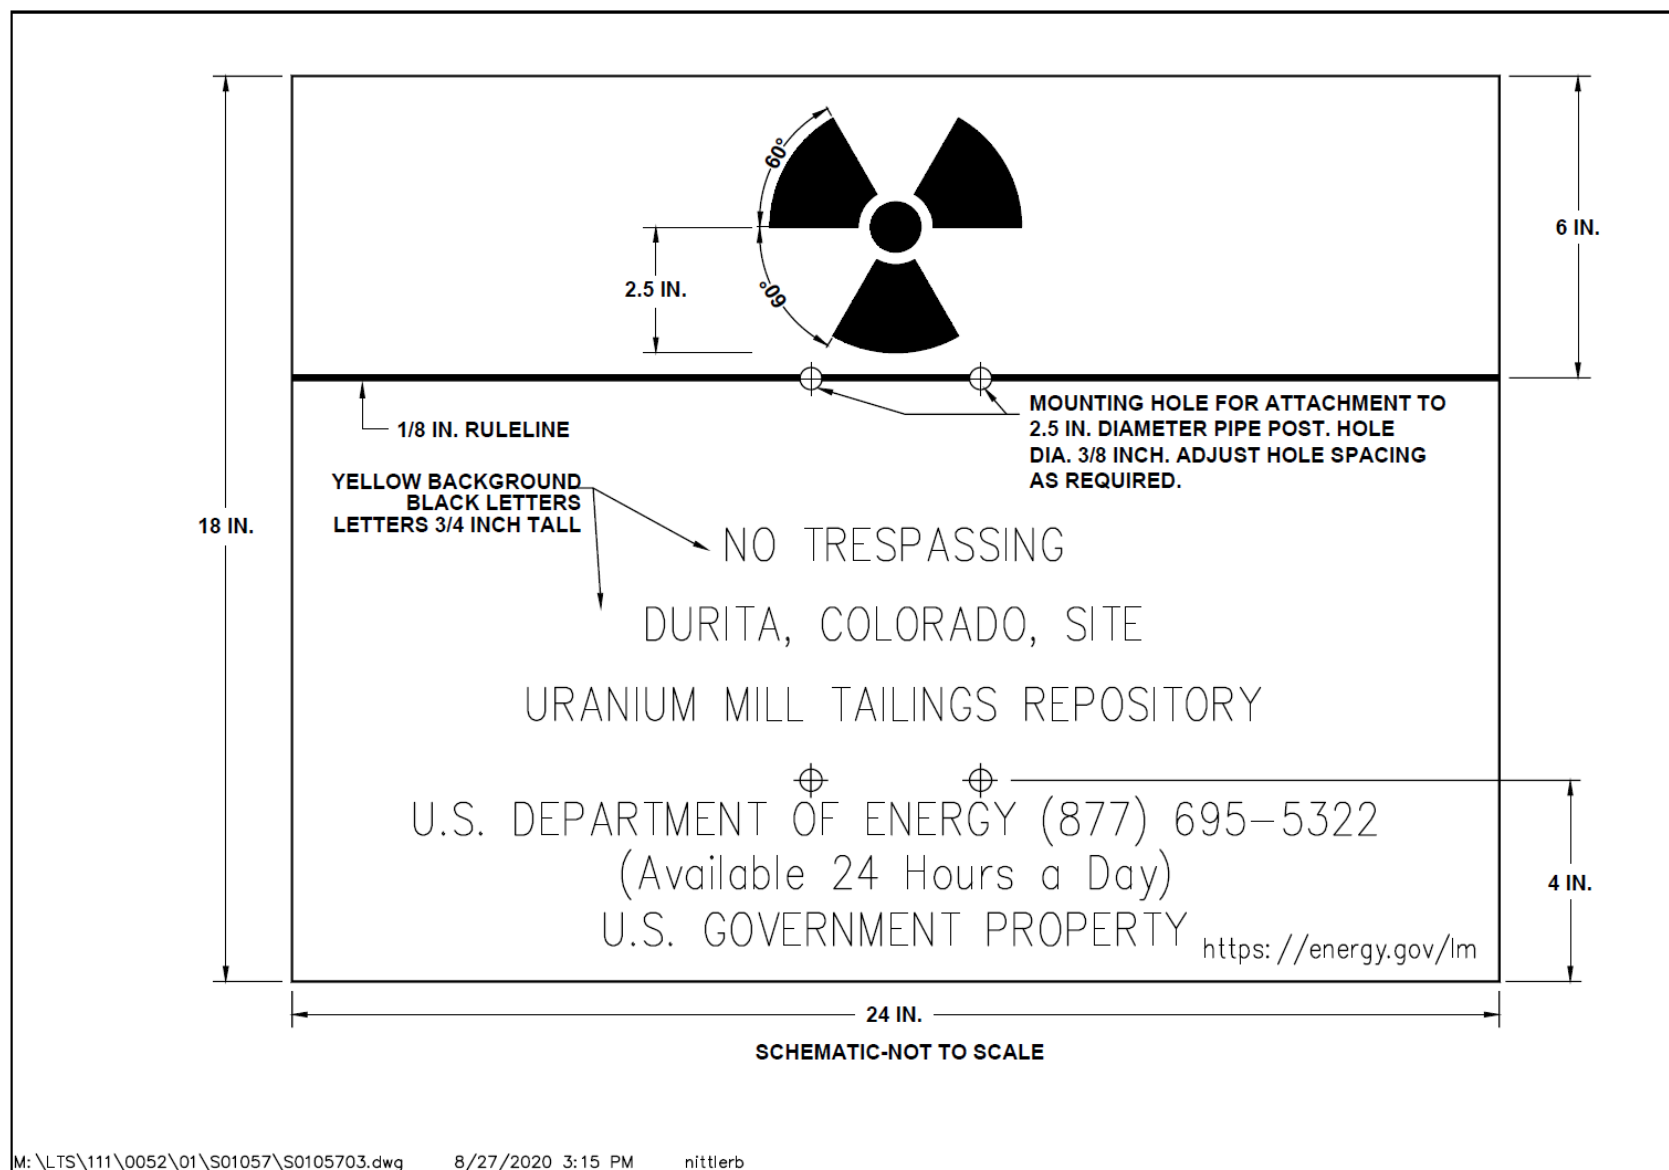 60°
6 IN.
2.5 IN.
60°
MOUNTING HOLE FOR ATTACHMENT TO
2.5 IN. DIAMETER PIPE POST. HOLE
DIA. 3/8 INCH. ADJUST HOLE SPACING
AS REQUIRED.
1/8 IN. RULELINE
YELLOW BACKGROUND
BLACK LETTERS
LETTERS 3/4 INCH TALL
18 IN.
NO TRESPASSING
DURITA, COLORADO, SITE
URANIUM MILL TAILINGS REPOSITORY
U.S. DEPARTMENT OF ENERGY (877) 695-5322
(Available 24 Hours a Day)
U.S. GOVERNMENT PROPERTY
https://energy.gov/lm
4 IN.
24 IN.
SCHEMATIC-NOT TO SCALE
M:\LTS\111\0052\01\S01057\S0105703.dwg 8/27/2020 3:15 PM nittlerb